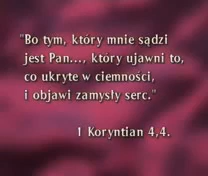 "Bo tym, który mnie sądzi
jest Pan..., który ujawni to,
co ukryte w ciemności,
i objawi zamysły serc."
1 Koryntian 4,4.